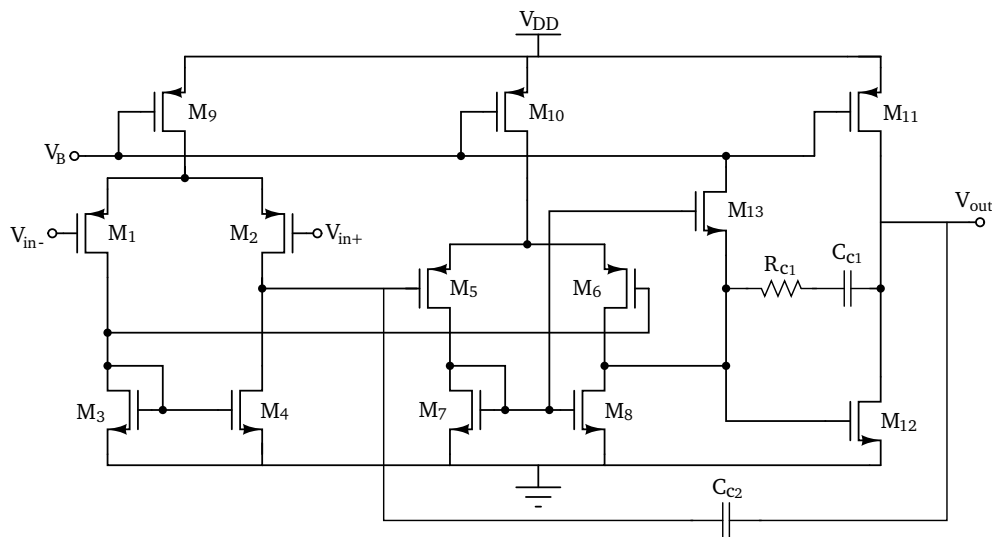 VDD
M9
M10
M11
VB
M13
Vin-
M1
M2
Vin+
Vout
RC1
CC1
M5
M6
M3
M4
M7
M8
M12
CC2